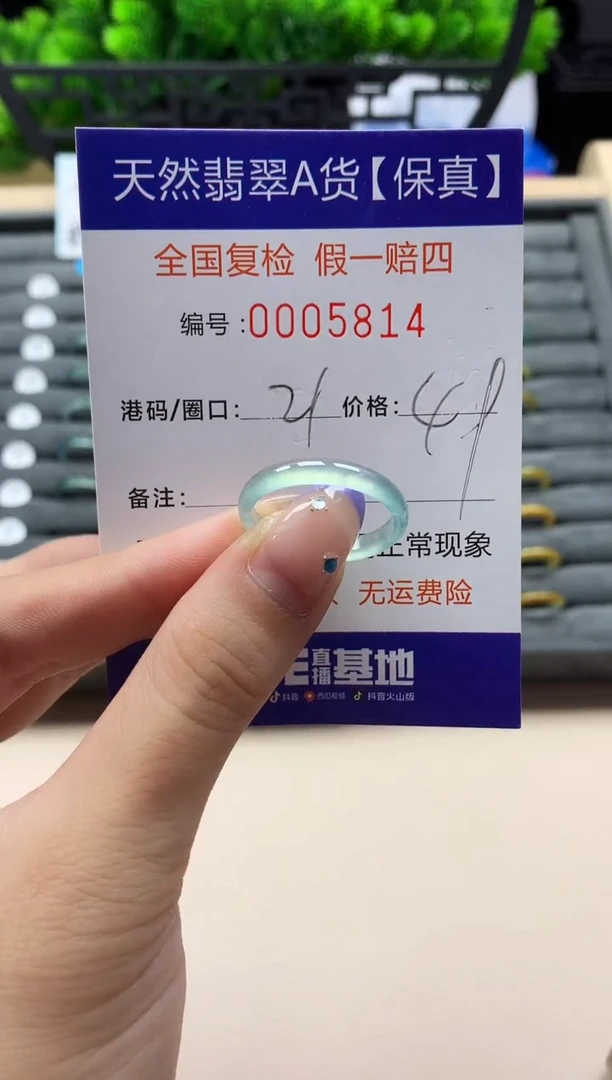 天然翡翠A货【保真】
全国复检 假一赔四
编号:0005814
港码/圈口: 21 价格:
备注:
正常现象
无运费险
直播基地
抖音 西瓜视频 抖音火山版